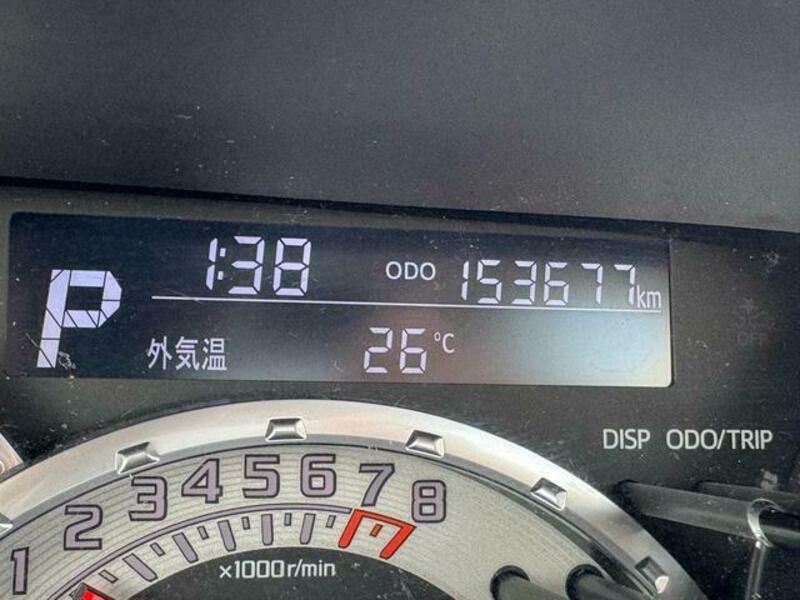 P 1:38 ODO 153677km
外気温 26℃
DISP ODO/TRIP
1 2 3 4 5 6 7 8
×1000r/min